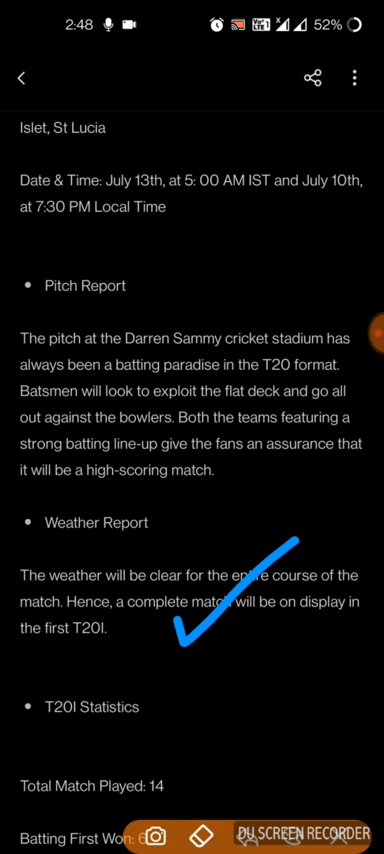 2:48 52%
Islet, St Lucia
Date & Time: July 13th, at 5: 00 AM IST and July 10th,
at 7:30 PM Local Time
Pitch Report
The pitch at the Darren Sammy cricket stadium has
always been a batting paradise in the T20 format.
Batsmen will look to exploit the flat deck and go all
out against the bowlers. Both the teams featuring a
strong batting line-up give the fans an assurance that
it will be a high-scoring match.
Weather Report
The weather will be clear for the entire course of the
match. Hence, a complete match will be on display in
the first T20I.
T20I Statistics
Total Match Played: 14
Batting First Won: 6
DU SCREEN RECORDER